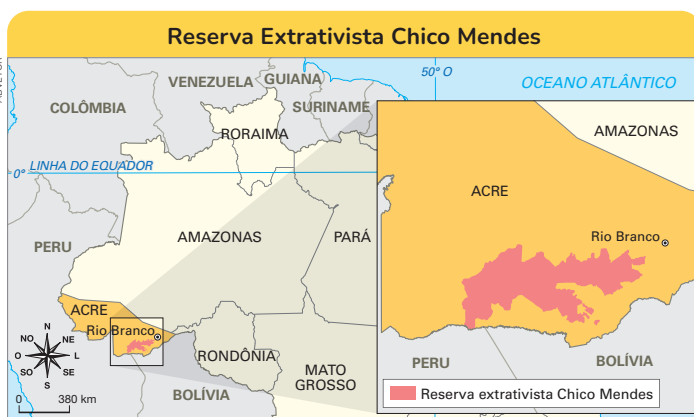 Reserva Extrativista Chico Mendes
50° O
OCEANO ATLÂNTICO
VENEZUELA
GUIANA
COLÔMBIA
SURINAME
RORAIMA
LINHA DO EQUADOR
0°
AMAZONAS
PARÁ
PERU
ACRE
Rio Branco
RONDÔNIA
MATO
GROSSO
BOLÍVIA
N
NO
NE
O
L
SO
SE
S
0
380 km
AMAZONAS
ACRE
Rio Branco
PERU
BOLÍVIA
Reserva extrativista Chico Mendes